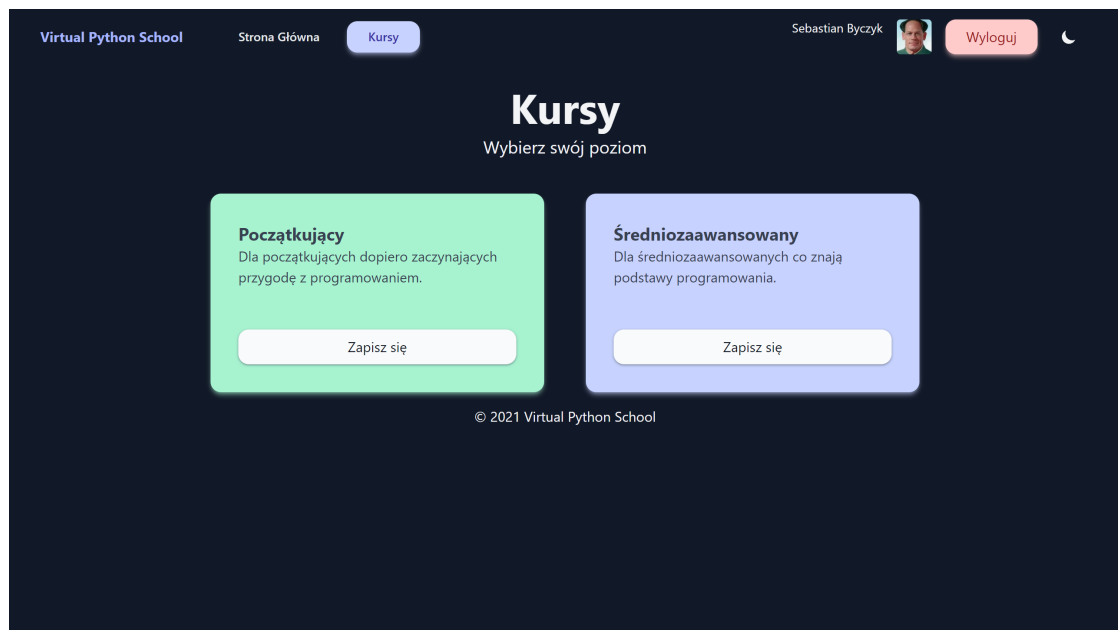 Virtual Python School
Strona Główna
Kursy
Sebastian Byczyk
Wyloguj
Kursy
Wybierz swój poziom
Początkujący
Dla początkujących dopiero zaczynających
przygodę z programowaniem.
Zapisz się
Średniozaawansowany
Dla średniozaawansowanych co znają
podstawy programowania.
Zapisz się
© 2021 Virtual Python School